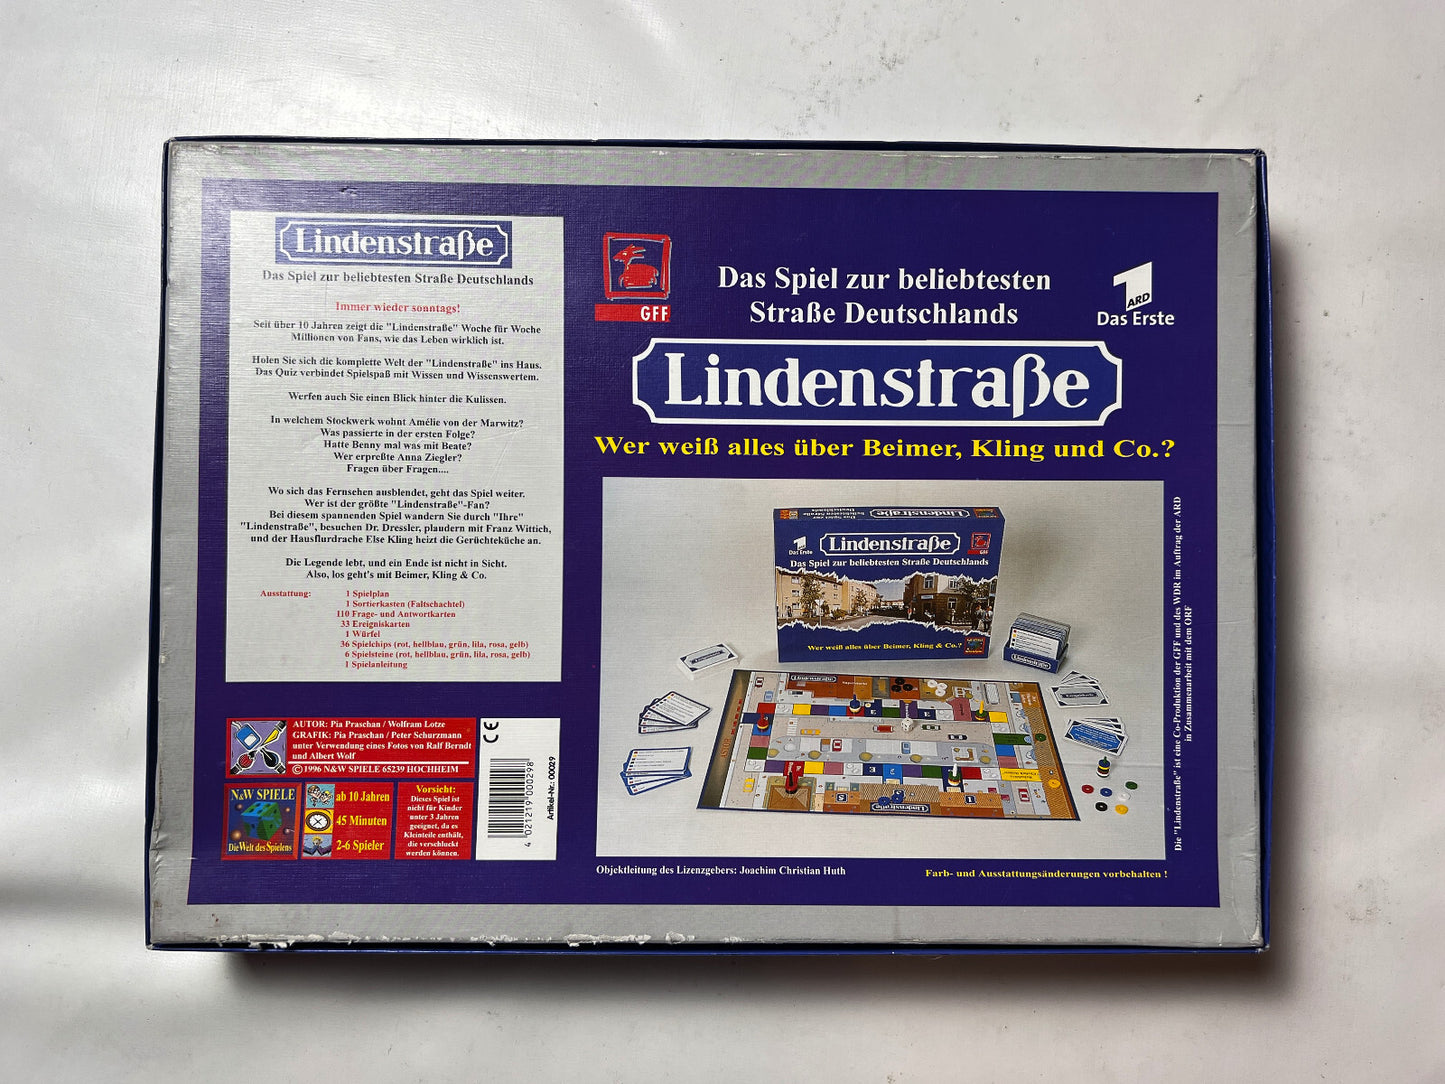 Lindenstraße
Das Spiel zur beliebtesten Straße Deutschlands
Immer wieder sonntags!
Seit über 10 Jahren zeigt die "Lindenstraße" Woche für Woche
Millionen von Fans, wie das Leben wirklich ist.
Holen Sie sich die komplette Welt der "Lindenstraße" ins Haus.
Das Quiz verbindet Spielspaß mit Wissen und Wissenswertem.
Werfen auch Sie einen Blick hinter die Kulissen.
In welchem Stockwerk wohnt Amélie von der Marwitz?
Was passierte in der ersten Folge?
Hatte Benny mal was mit Beate?
Wer erpreßte Anna Ziegler?
Fragen über Fragen....
Wo sich das Fernsehen ausblendet, geht das Spiel weiter.
Wer ist der größte "Lindenstraße"-Fan?
Bei diesem spannenden Spiel wandern Sie durch "Ihre"
"Lindenstraße", besuchen Dr. Dressler, plaudern mit Franz Wittich,
und der Hausflurdrache Else Kling heizt die Gerüchteküche an.
Die Legende lebt, und ein Ende ist nicht in Sicht.
Also, los geht's mit Beimer, Kling & Co.
Ausstattung: 1 Spielplan
1 Sortierkasten (Faltschachtel)
110 Frage- und Antwortkarten
33 Ereigniskarten
1 Würfel
36 Spielchips (rot, hellblau, grün, lila, rosa, gelb)
6 Spielsteine (rot, hellblau, grün, lila, rosa, gelb)
1 Spielanleitung
AUTOR: Pia Praschan / Wolfram Lotze
GRAFIK: Pia Praschan / Peter Schurzmann
unter Verwendung eines Fotos von Ralf Berndt
und Albert Wolf
©1996 N&W SPIELE 65239 HOCHHEIM
N&W SPIELE
Die Welt des Spielens
ab 10 Jahren
45 Minuten
2-6 Spieler
Vorsicht:
Dieses Spiel ist
nicht für Kinder
unter 3 Jahren
geeignet, da es
Kleinteile enthält,
die verschluckt
werden können.
CE
4 021219 000298
Artikel-Nr.: 00029
GFF
Das Spiel zur beliebtesten
Straße Deutschlands
1
ARD
Das Erste
Lindenstraße
Wer weiß alles über Beimer, Kling und Co.?
Lindenstraße
Das Erste
Lindenstraße
GFF
Das Spiel zur beliebtesten Straße Deutschlands
Wer weiß alles über Beimer, Kling & Co.?
Lindenstraße
Lindenstraße
Lindenstraße
Die "Lindenstraße" ist eine Co-Produktion der GFF und des WDR im Auftrag der ARD
in Zusammenarbeit mit dem ORF
Objektleitung des Lizenzgebers: Joachim Christian Huth
Farb- und Ausstattungsänderungen vorbehalten !